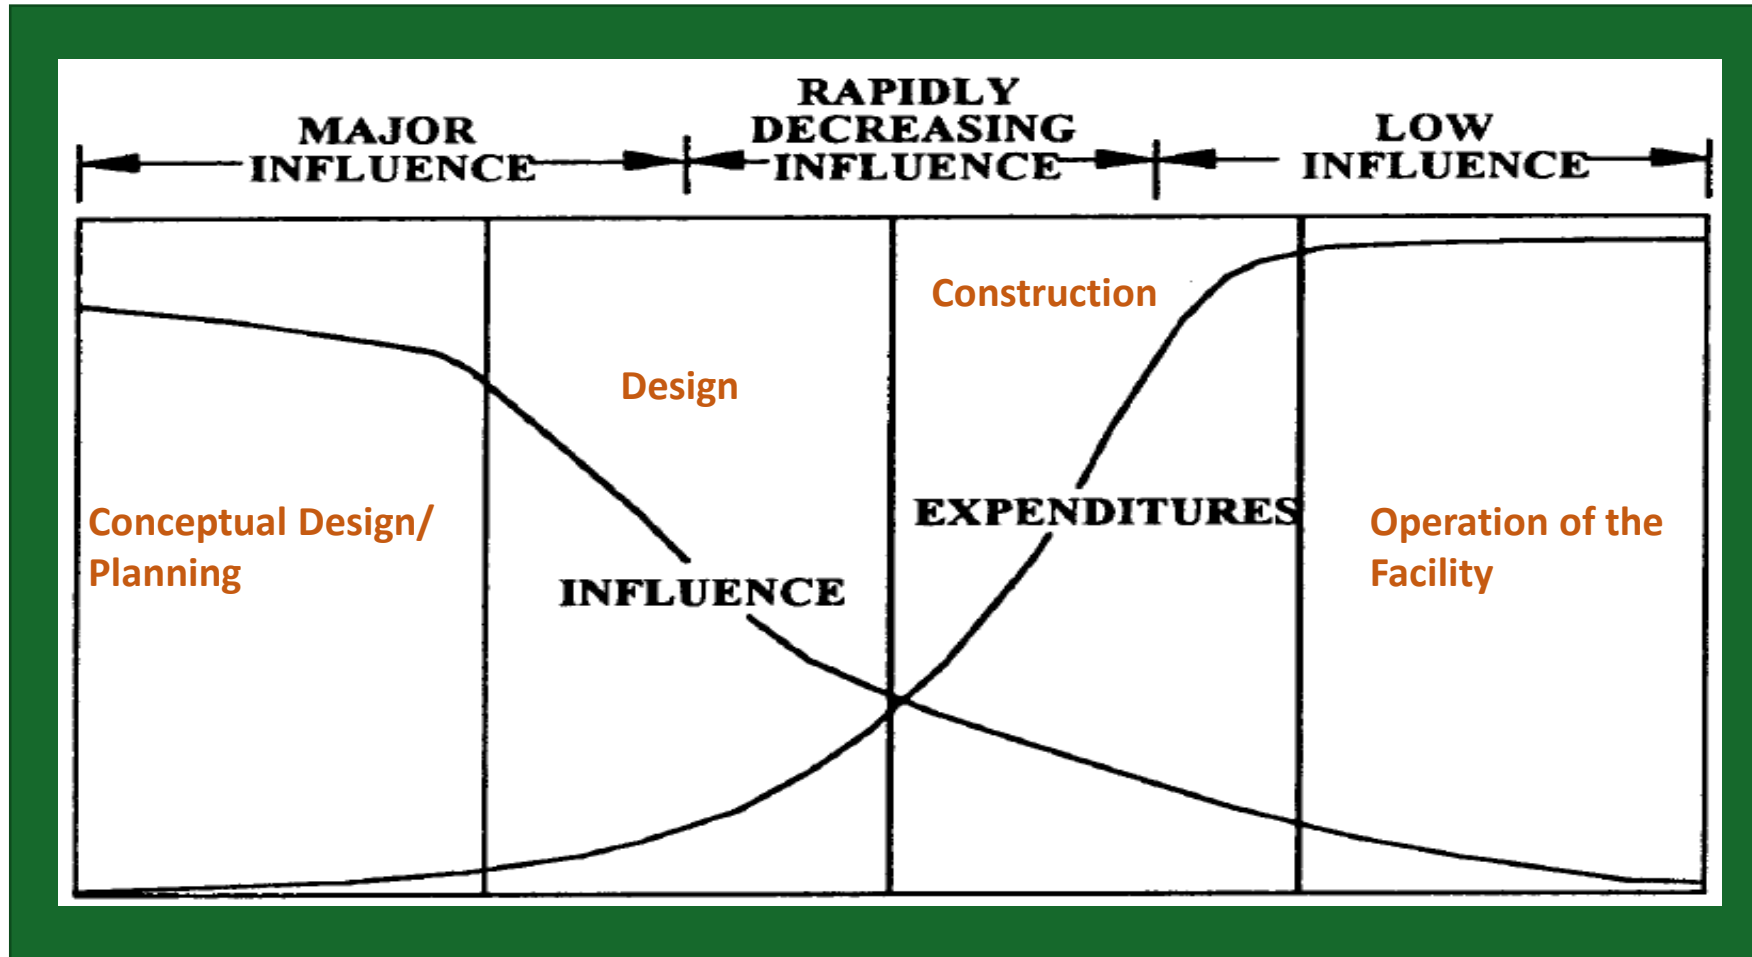 MAJOR
INFLUENCE
RAPIDLY
DECREASING
INFLUENCE
LOW
INFLUENCE
Construction
Design
Conceptual Design/
Planning
EXPENDITURES
Operation of the
Facility
INFLUENCE